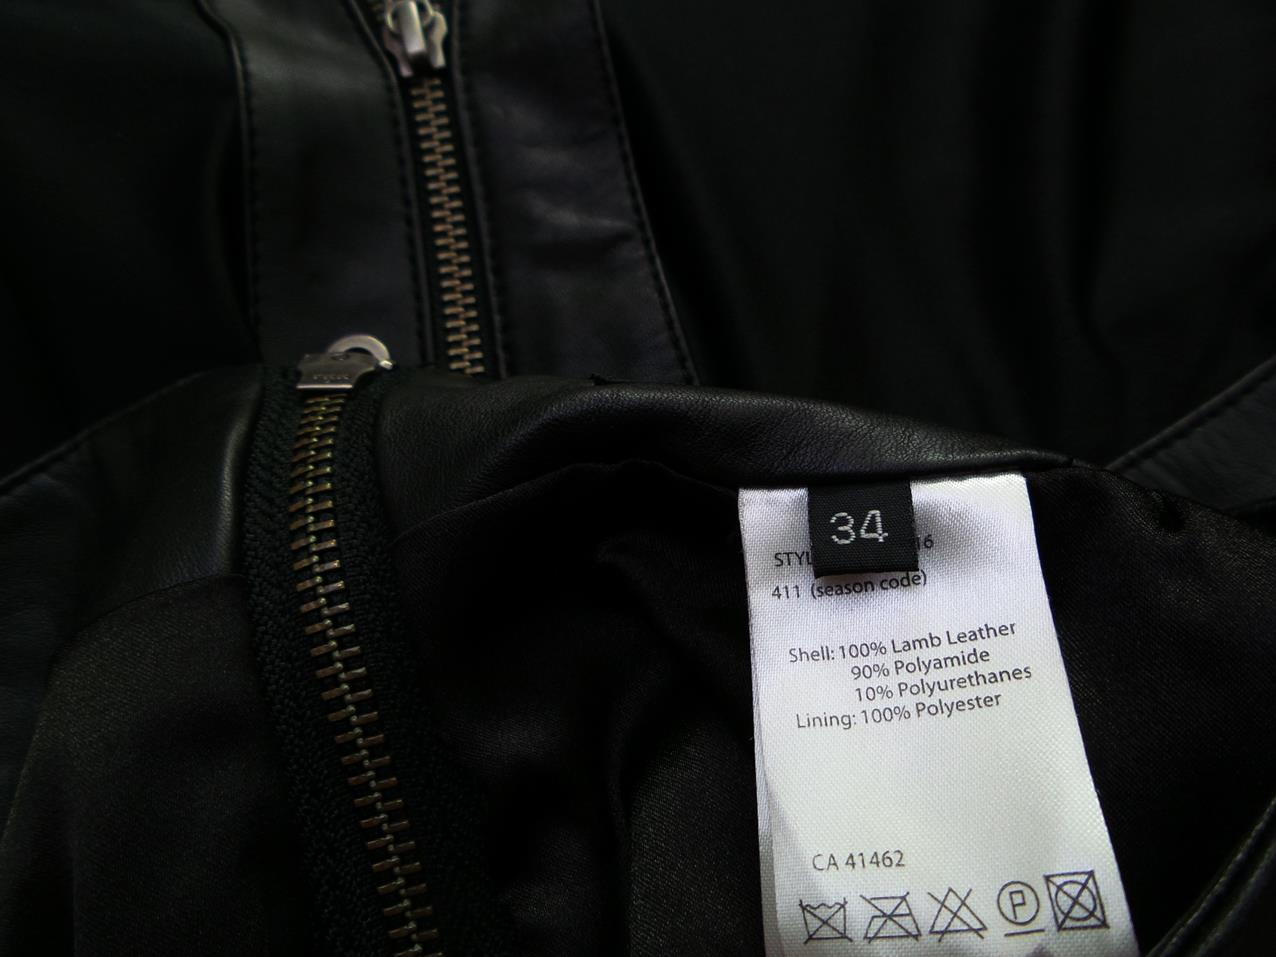 34
411 (season code)
Shell: 100% Lamb Leather
90% Polyamide
10% Polyurethanes
Lining: 100% Polyester
CA 41462
P